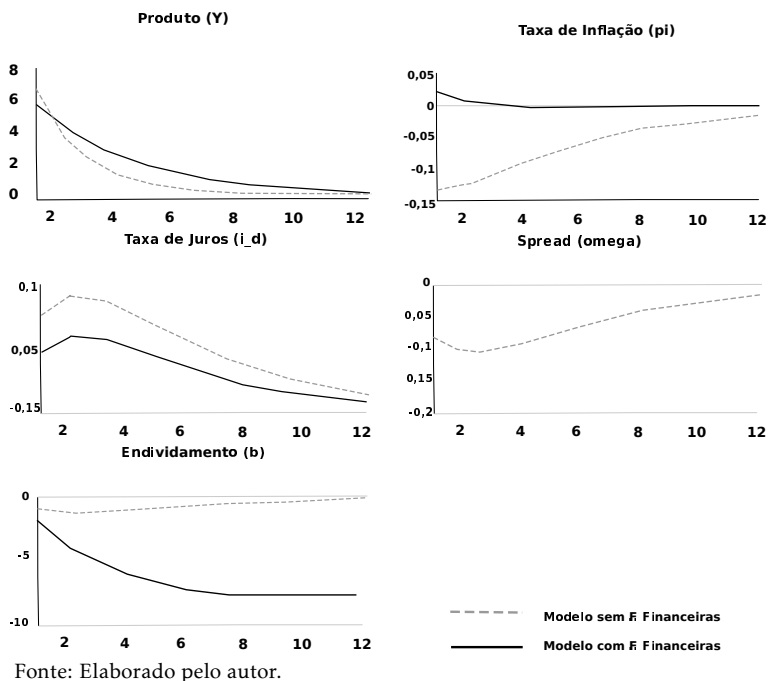 Produto (Y)
8
6
4
2
0
2 4 6 8 10 12
Taxa de Inflação (pi)
0,05
0
-0,05
-0,1
-0,15
2 4 6 8 10 12
Taxa de Juros (i_d)
0,1
0,05
-0,15
2 4 6 8 10 12
Spread (omega)
0
0,05
-0,1
0,15
-0,2
2 4 6 8 10 12
Endividamento (b)
0
-5
-10
2 4 6 8 10 12
Modelo sem F. Financeiras
Modelo com F. Financeiras
Fonte: Elaborado pelo autor.